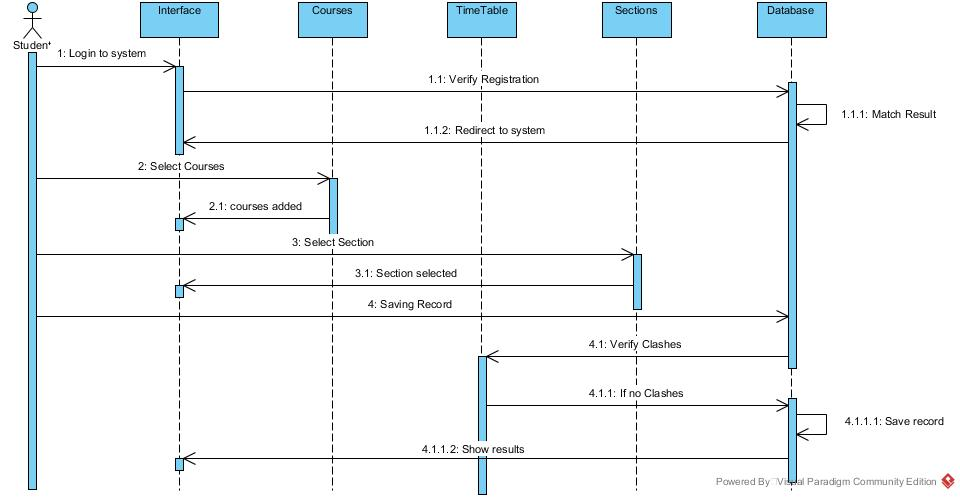 Interface
Courses
TimeTable
Sections
Database
Student
1: Login to system
1.1: Verify Registration
1.1.1: Match Result
1.1.2: Redirect to system
2: Select Courses
2.1: courses added
3: Select Section
3.1: Section selected
4: Saving Record
4.1: Verify Clashes
4.1.1: If no Clashes
4.1.1.1: Save record
4.1.1.2: Show results
Powered By Visual Paradigm Community Edition